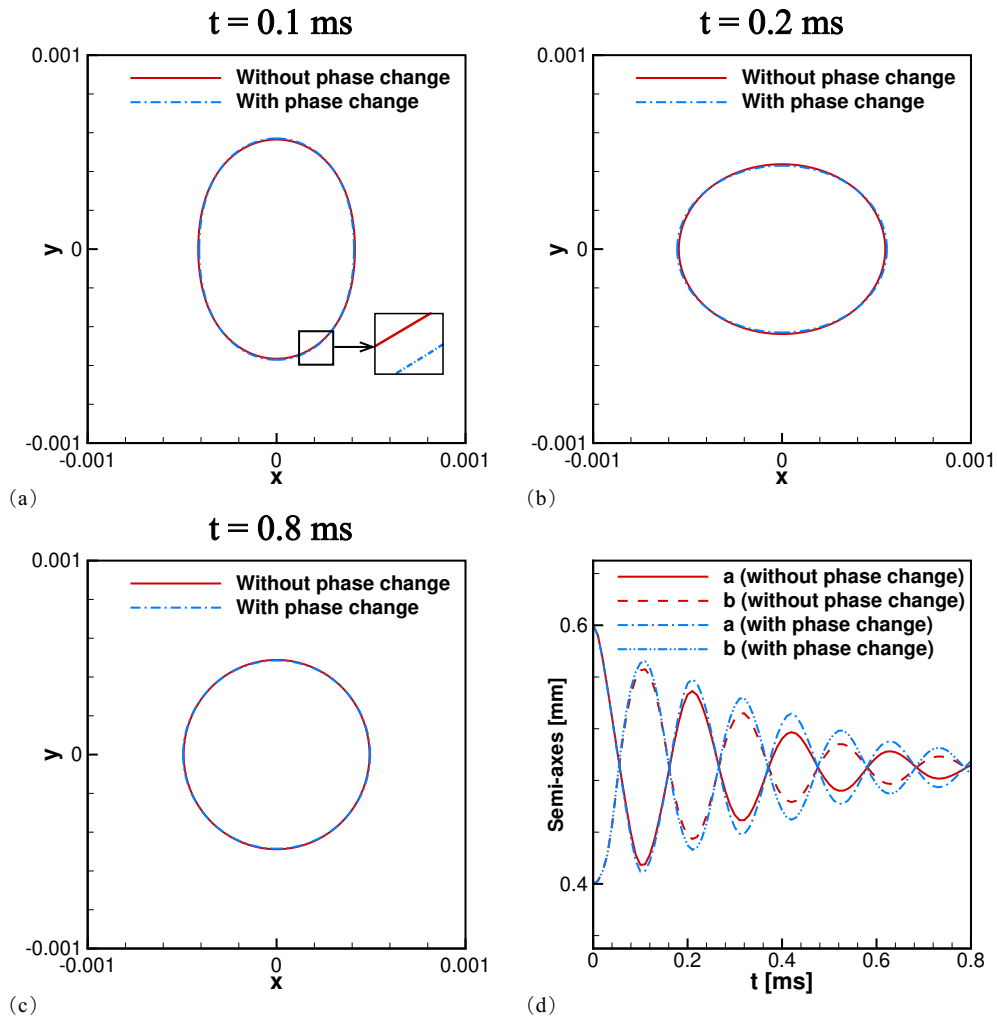 t = 0.1 ms
0.001
Without phase change
With phase change
y
0
-0.001
-0.001
0
0.001
x
(a)
t = 0.2 ms
0.001
Without phase change
With phase change
y
0
-0.001
-0.001
0
0.001
x
(b)
t = 0.8 ms
0.001
Without phase change
With phase change
y
0
-0.001
-0.001
0
0.001
x
(c)
a (without phase change)
b (without phase change)
a (with phase change)
b (with phase change)
0.6
Semi-axes [mm]
0.4
0
0.2
0.4
0.6
0.8
t [ms]
(d)